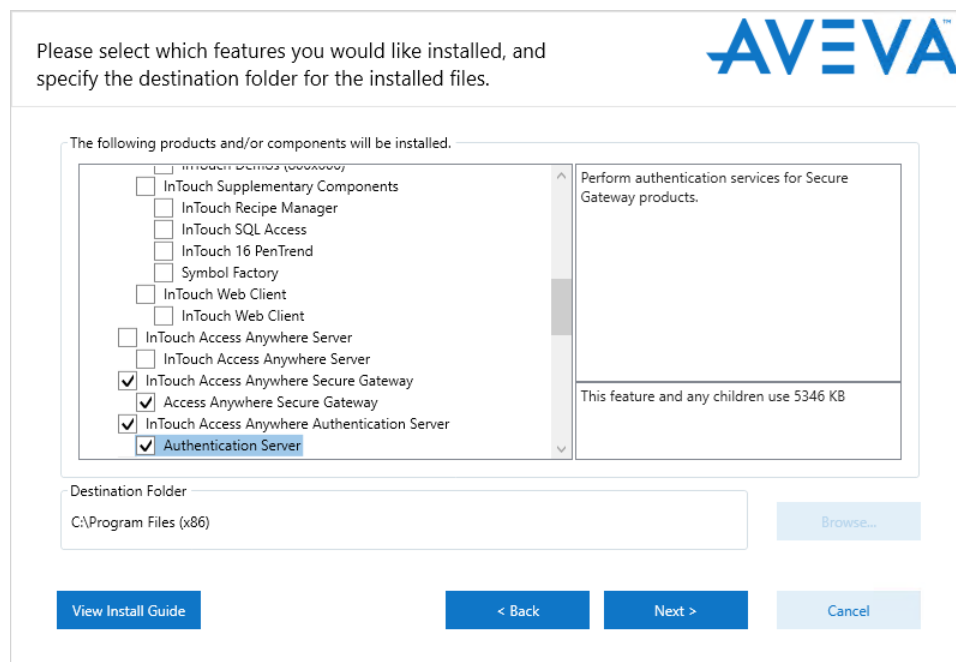 Please select which features you would like installed, and
specify the destination folder for the installed files.
AVEVA™
The following products and/or components will be installed.
InTouch Demos (800x600)
InTouch Supplementary Components
InTouch Recipe Manager
InTouch SQL Access
InTouch 16 PenTrend
Symbol Factory
InTouch Web Client
InTouch Web Client
InTouch Access Anywhere Server
InTouch Access Anywhere Server
InTouch Access Anywhere Secure Gateway
Access Anywhere Secure Gateway
InTouch Access Anywhere Authentication Server
Authentication Server
Perform authentication services for Secure
Gateway products.
This feature and any children use 5346 KB
Destination Folder
C:\Program Files (x86)
Browse...
View Install Guide
< Back
Next >
Cancel